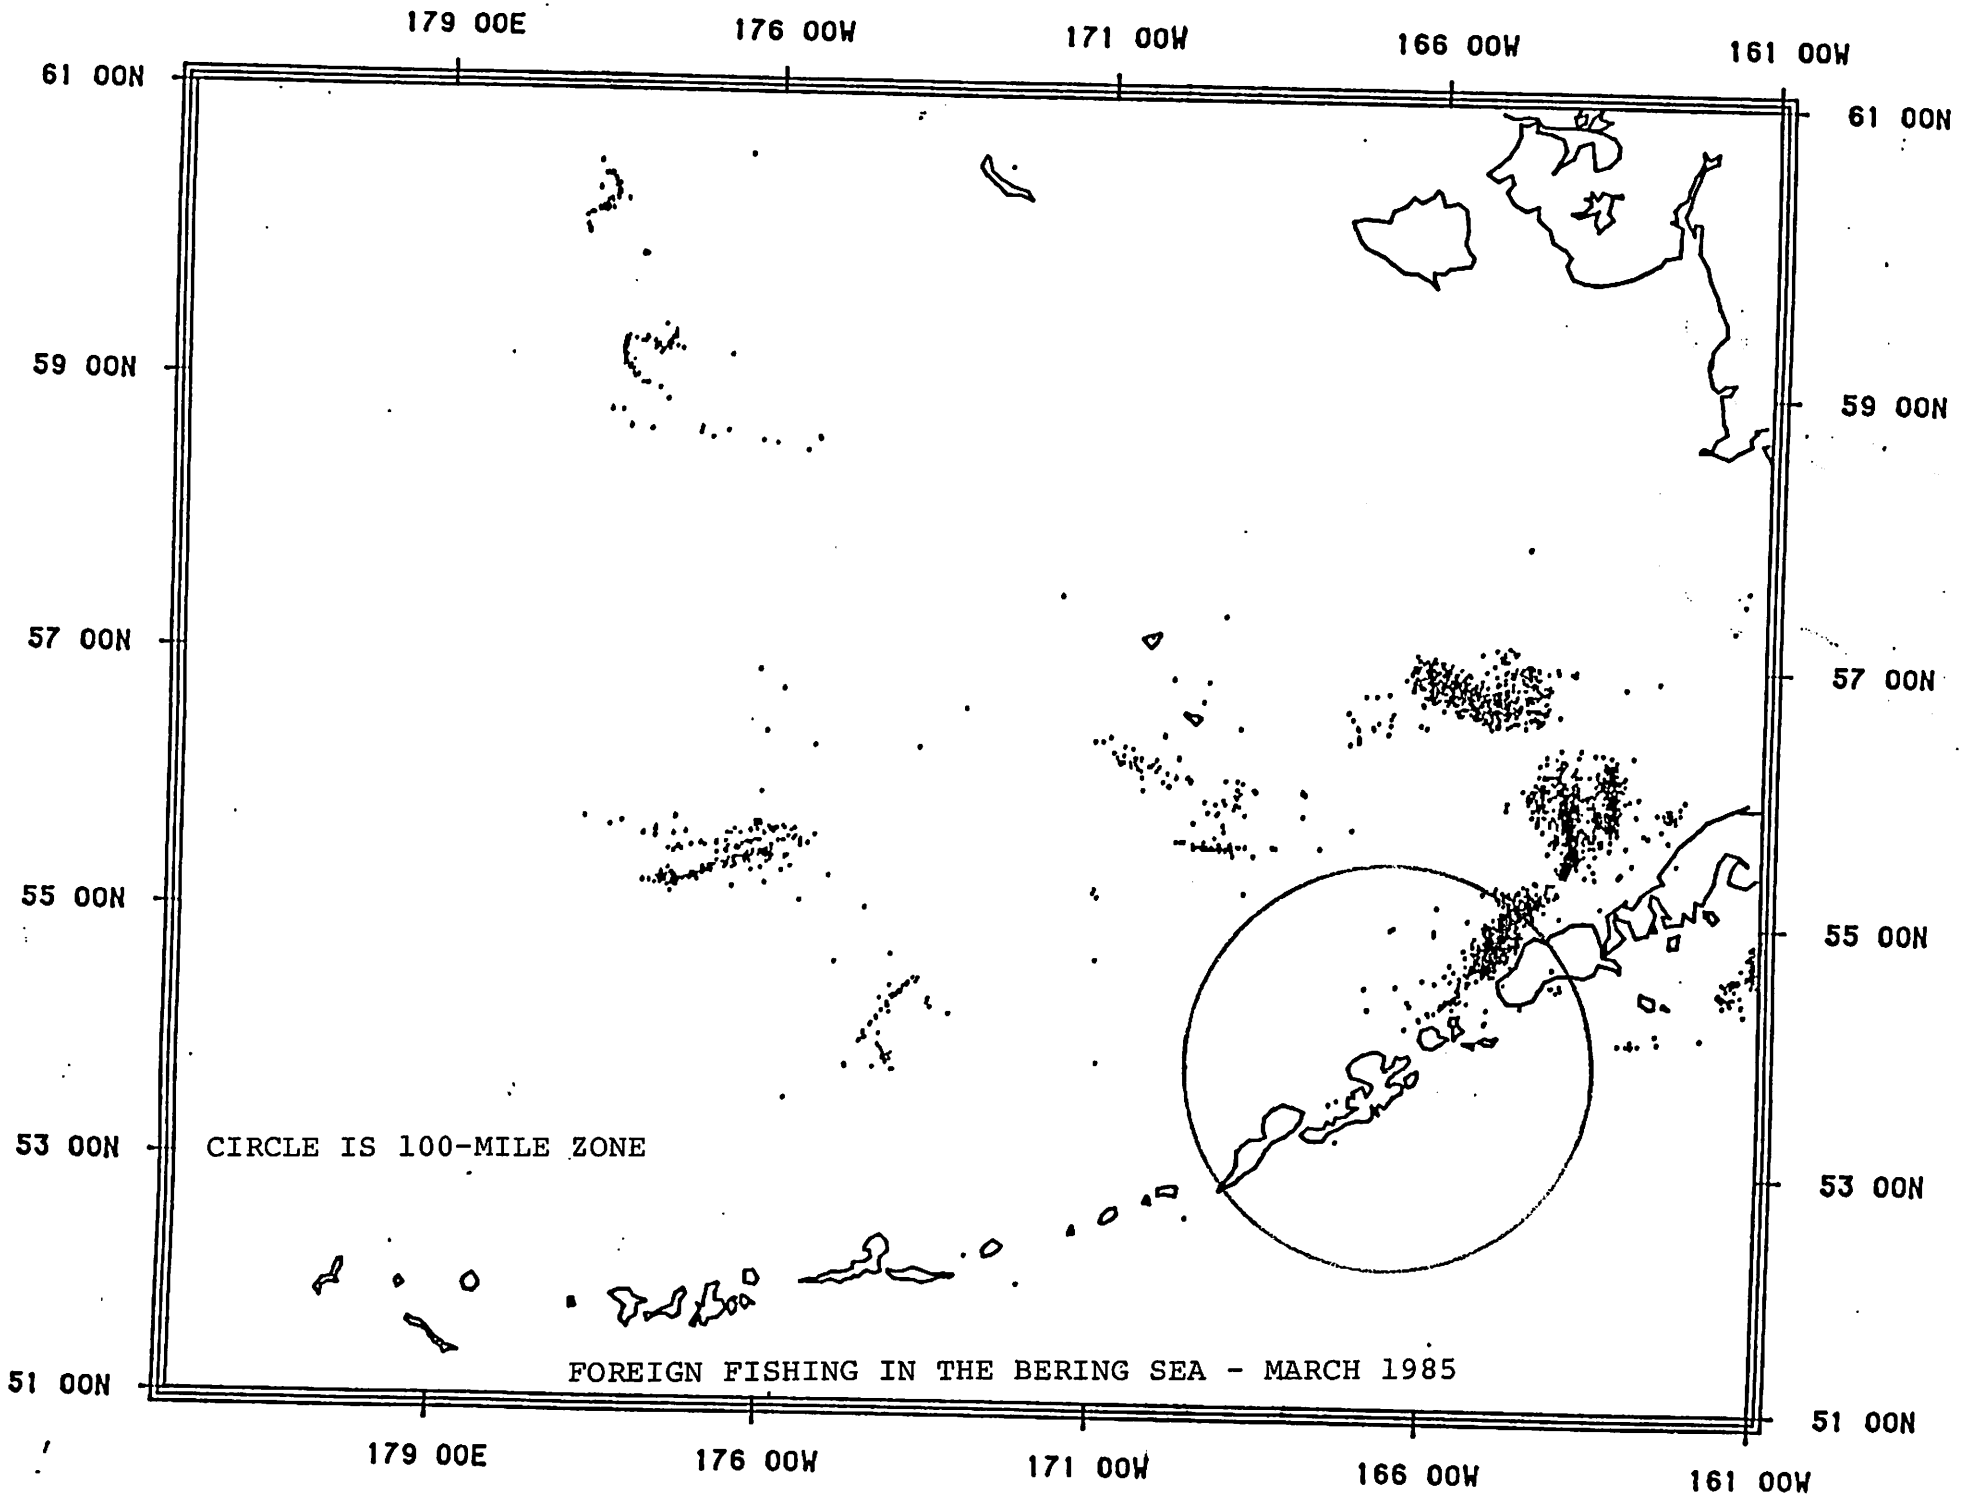 179 00E 176 00W 171 00W 166 00W 161 00W
61 00N 61 00N
59 00N 59 00N
57 00N 57 00N
55 00N 55 00N
53 00N CIRCLE IS 100-MILE ZONE 53 00N
FOREIGN FISHING IN THE BERING SEA - MARCH 1985
51 00N 51 00N
179 00E 176 00W 171 00W 166 00W 161 00W